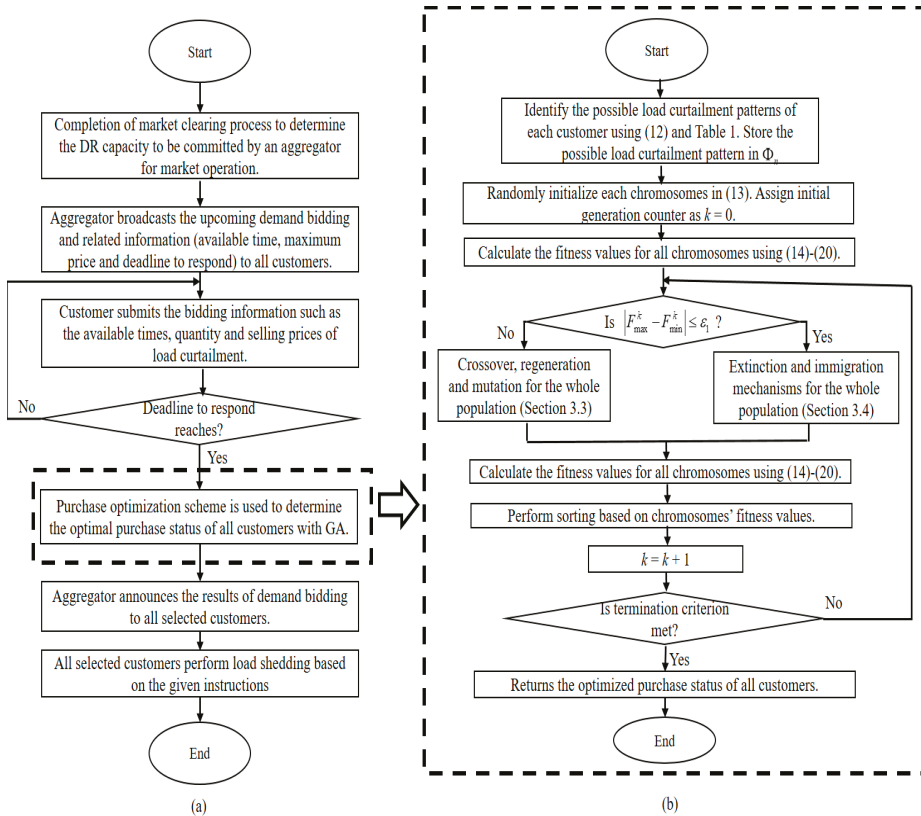 Start
Completion of market clearing process to determine
the DR capacity to be committed by an aggregator
for market operation.
Aggregator broadcasts the upcoming demand bidding
and related information (available time, maximum
price and deadline to respond) to all customers.
Customer submits the bidding information such as
the available times, quantity and selling prices of
load curtailment.
No
Deadline to respond
reaches?
Yes
Purchase optimization scheme is used to determine
the optimal purchase status of all customers with GA.
Aggregator announces the results of demand bidding
to all selected customers.
All selected customers perform load shedding based
on the given instructions
End
(a)
Start
Identify the possible load curtailment patterns of
each customer using (12) and Table 1. Store the
possible load curtailment pattern in Φₙ
Randomly initialize each chromosomes in (13). Assign initial
generation counter as k = 0.
Calculate the fitness values for all chromosomes using (14)-(20).
Is |F^k_max − F^k_min| ≤ ε₁ ?
No
Yes
Crossover, regeneration
and mutation for the whole
population (Section 3.3)
Extinction and immigration
mechanisms for the whole
population (Section 3.4)
Calculate the fitness values for all chromosomes using (14)-(20).
Perform sorting based on chromosomes’ fitness values.
k = k + 1
Is termination criterion
met?
No
Yes
Returns the optimized purchase status of all customers.
End
(b)